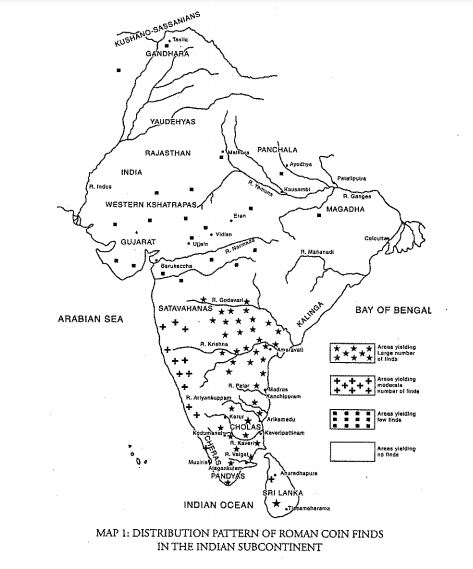 KUSHANO-SASSANIANS
Taxila
GANDHARA
YAUDEHYAS
RAJASTHAN
Mathura
PANCHALA
Ayodhya
Pataliputra
INDIA
R. Indus
R. Yamuna
Kausambi
R. Ganges
WESTERN KSHATRAPAS
MAGADHA
Eran
Vidisn
GUJARAT
Ujjain
R. Narmada
Calcutta
Barukaccha
R. Mahanadi
R. Godavari
SATAVAHANAS
KALINGA
BAY OF BENGAL
ARABIAN SEA
R. Krishna
Amaravati
Areas yielding
Large number
of finds
Areas yielding
moderate
number of finds
Areas yielding
few finds
Areas yielding
no finds
R. Palar
Madras
Kanchipuram
R. Ariyankuppam
Karur
Arikamedu
CHOLAS
Kodumanal
Kaveripattinam
R. Kaveri
CHERAS
R. Vaigai
Muziris
Alagankulam
PANDYAS
Anuradhapura
SRI LANKA
Tissamaharama
INDIAN OCEAN
MAP 1: DISTRIBUTION PATTERN OF ROMAN COIN FINDS
IN THE INDIAN SUBCONTINENT